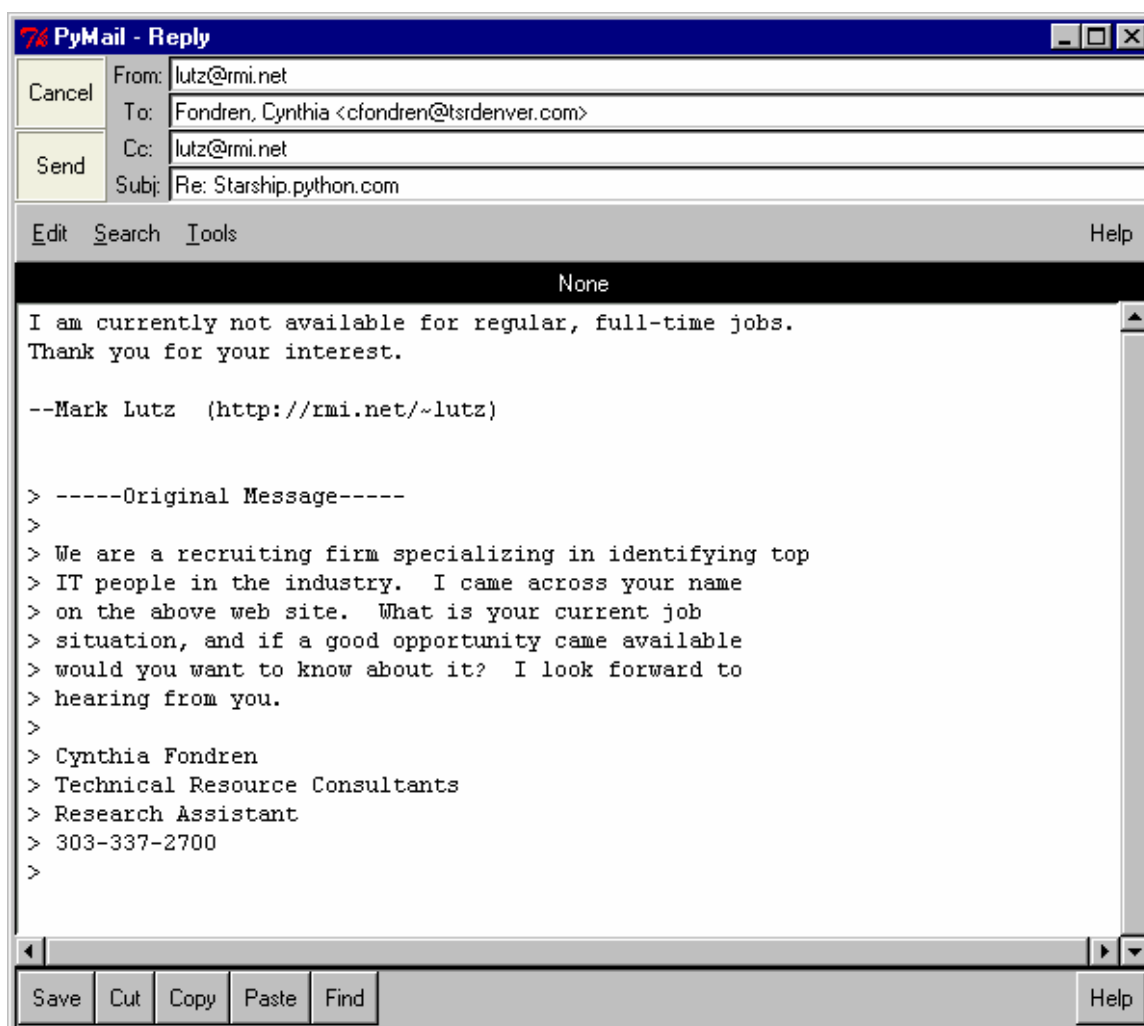 PyMail - Reply
Cancel
From: lutz@rmi.net
To: Fondren, Cynthia <cfondren@tsrdenver.com>
Send
Cc: lutz@rmi.net
Subj: Re: Starship.python.com
Edit Search Tools Help
None
I am currently not available for regular, full-time jobs.
Thank you for your interest.
--Mark Lutz  (http://rmi.net/~lutz)
> -----Original Message-----
>
> We are a recruiting firm specializing in identifying top
> IT people in the industry.  I came across your name
> on the above web site.  What is your current job
> situation, and if a good opportunity came available
> would you want to know about it?  I look forward to
> hearing from you.
>
> Cynthia Fondren
> Technical Resource Consultants
> Research Assistant
> 303-337-2700
>
Save Cut Copy Paste Find Help